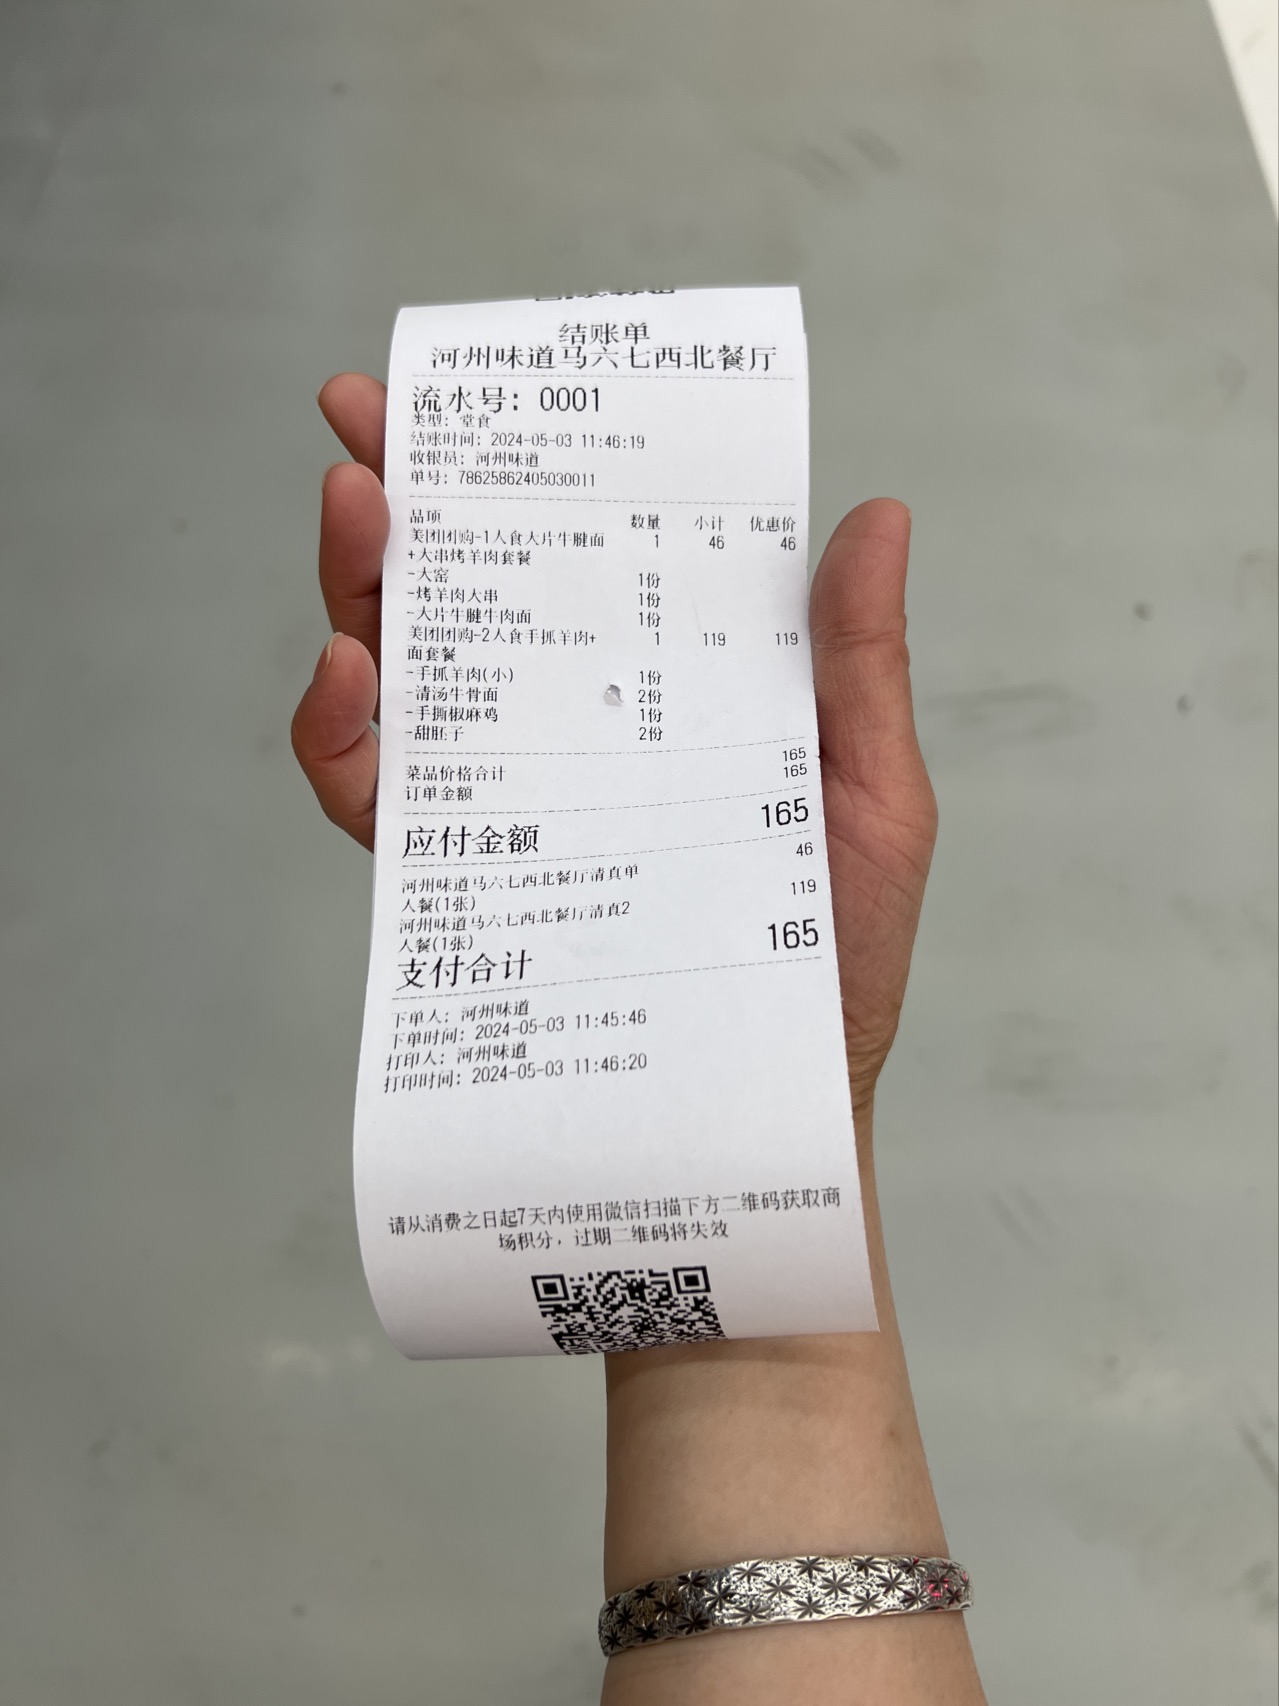 结账单
河州味道马六七西北餐厅
流水号: 0001
类型: 堂食
结账时间: 2024-05-03 11:46:19
收银员: 河州味道
单号: 78625862405030011
品项 数量 小计 优惠价
美团团购-1人食大片牛腱面 1 46 46
+大串烤羊肉套餐
-大窑 1份
-烤羊肉大串 1份
-大片牛腱牛肉面 1份
美团团购-2人食手抓羊肉+ 1 119 119
面套餐
-手抓羊肉(小) 1份
-清汤牛骨面 2份
-手撕椒麻鸡 1份
-甜胚子 2份
菜品价格合计 165
订单金额 165
应付金额 165
河州味道马六七西北餐厅清真单 46
人餐(1张)
河州味道马六七西北餐厅清真2 119
人餐(1张)
支付合计 165
下单人: 河州味道
下单时间: 2024-05-03 11:45:46
打印人: 河州味道
打印时间: 2024-05-03 11:46:20
请从消费之日起7天内使用微信扫描下方二维码获取商
场积分，过期二维码将失效